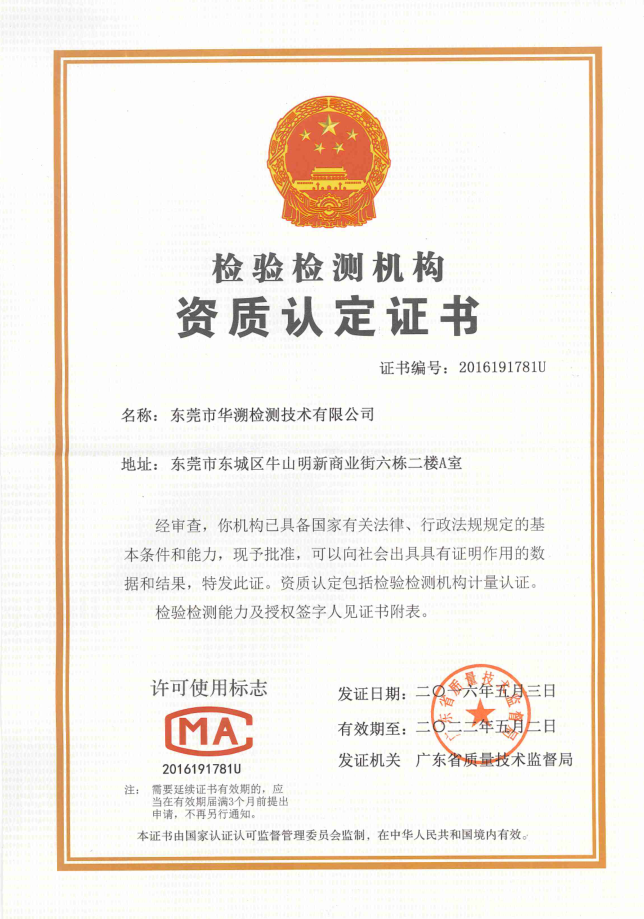 检验检测机构
资质认定证书
证书编号：2016191781U
名称：东莞市华溯检测技术有限公司
地址：东莞市东城区牛山明新商业街六栋二楼A室
经审查，你机构已具备国家有关法律、行政法规规定的基
本条件和能力，现予批准，可以向社会出具具有证明作用的数
据和结果，特发此证。资质认定包括检验检测机构计量认证。
检验检测能力及授权签字人见证书附表。
许可使用标志
MA
2016191781U
注：需要延续证书有效期的，应
当在有效期届满3个月前提出
申请，不再另行通知。
发证日期：二〇一六年五月三日
有效期至：二〇二二年五月二日
发证机关 广东省质量技术监督局
广东省质量技术监督局
本证书由国家认证认可监督管理委员会监制，在中华人民共和国境内有效。